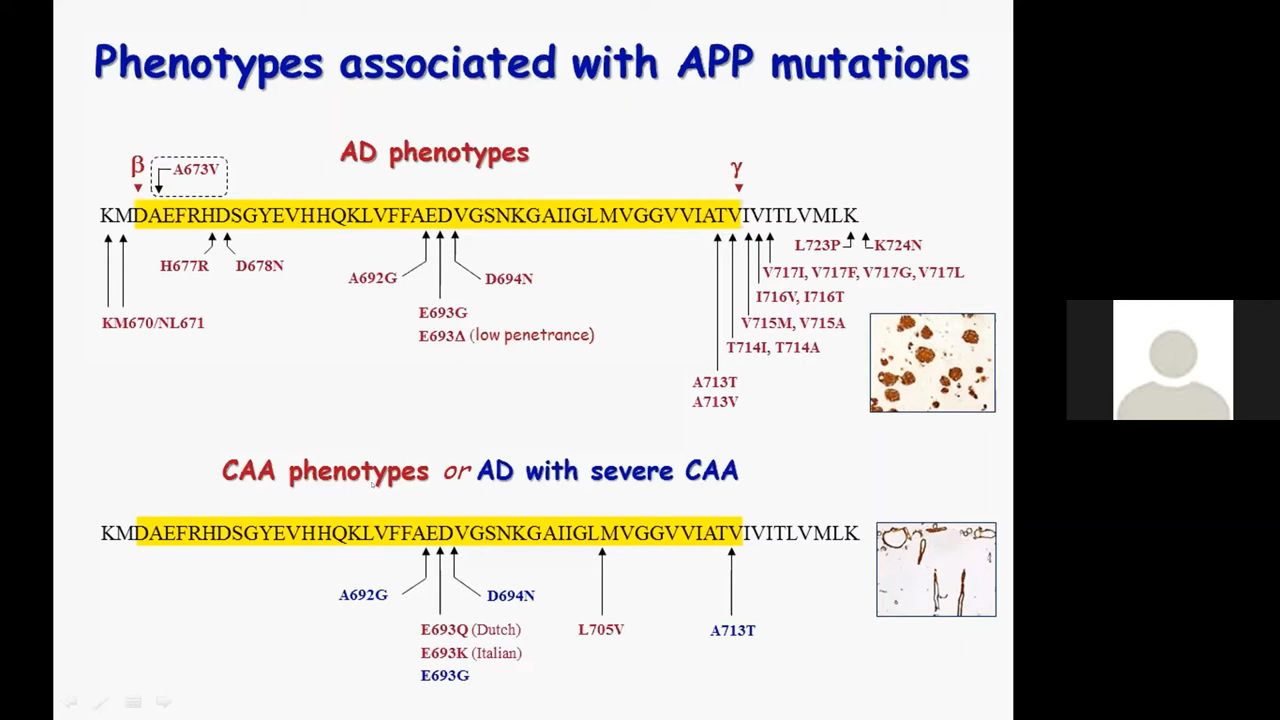 Phenotypes associated with APP mutations
AD phenotypes
β
A673V
γ
KMDAEFRHDSGYEVHHQKLVFFAEDVGSNKGAIIGLMVGGVVIATVIVITLVMLK
L723P
K724N
H677R
D678N
A692G
D694N
V717I, V717F, V717G, V717L
I716V, I716T
E693G
KM670/NL671
V715M, V715A
E693Δ (low penetrance)
T714I, T714A
A713T
A713V
CAA phenotypes or AD with severe CAA
KMDAEFRHDSGYEVHHQKLVFFAEDVGSNKGAIIGLMVGGVVIATVIVITLVMLK
A692G
D694N
E693Q (Dutch)
L705V
A713T
E693K (Italian)
E693G